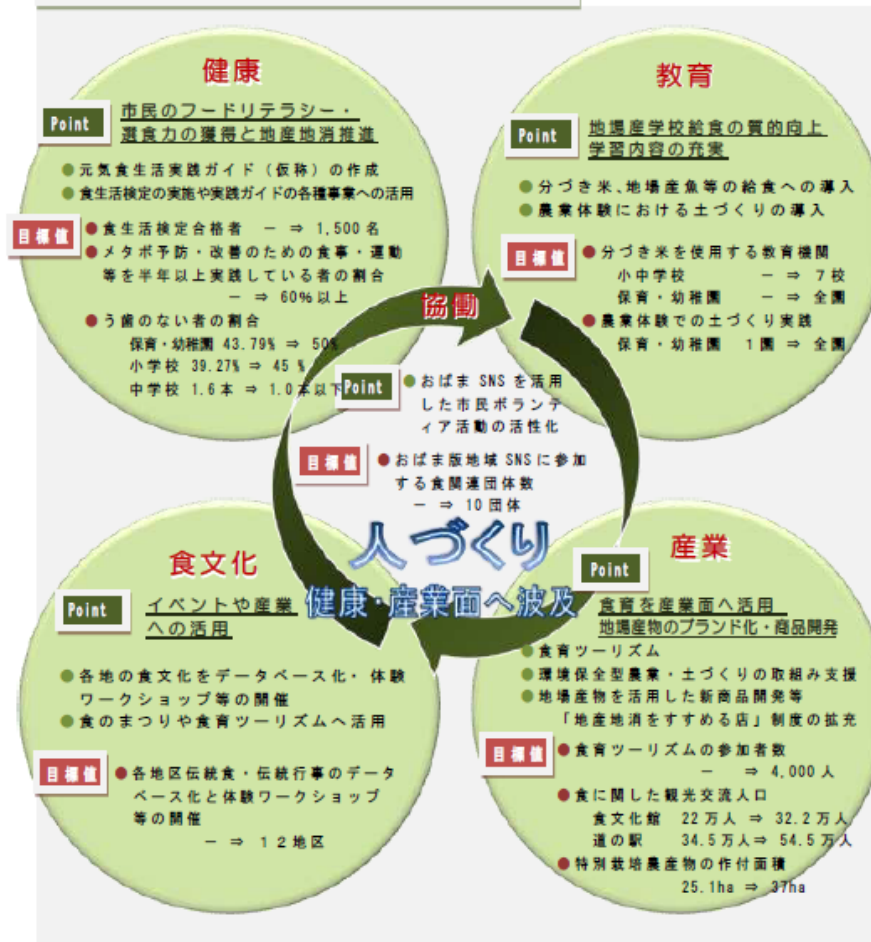 健康
Point
市民のフードリテラシー・
選食力の獲得と地産地消推進
●元気食生活実践ガイド（仮称）の作成
●食生活検定の実施や実践ガイドの各種事業への活用
目標値
●食生活検定合格者　－ ⇒ 1,500名
●メタボ予防・改善のための食事・運動
等を半年以上実践している者の割合
－ ⇒ 60%以上
●う歯のない者の割合
保育・幼稚園 43.79% ⇒ 50%
小学校 39.27% ⇒ 45 %
中学校 1.6本 ⇒ 1.0本以下
教育
Point
地場産学校給食の質的向上
学習内容の充実
●分づき米、地場産魚等の給食への導入
●農業体験における土づくりの導入
目標値
●分づき米を使用する教育機関
小中学校　－ ⇒ 7校
保育・幼稚園　－ ⇒ 全園
●農業体験での土づくり実践
保育・幼稚園　1園 ⇒ 全園
協働
Point
●おばま SNS を活用
した市民ボランテ
ィア活動の活性化
目標値
●おばま版地域 SNS に参加
する食関連団体数
－ ⇒ 10団体
人づくり
健康・産業面へ波及
食文化
Point
イベントや産業
への活用
●各地の食文化をデータベース化・体験
ワークショップ等の開催
●食のまつりや食育ツーリズムへ活用
目標値
●各地区伝統食・伝統行事のデータ
ベース化と体験ワークショップ
等の開催
－ ⇒ 12地区
産業
Point
食育を産業面へ活用
地場産物のブランド化・商品開発
●食育ツーリズム
●環境保全型農業・土づくりの取組み支援
●地場産物を活用した新商品開発等
「地産地消をすすめる店」制度の拡充
目標値
●食育ツーリズムの参加者数
－ ⇒ 4,000人
●食に関した観光交流人口
食文化館　22万人 ⇒ 32.2万人
道の駅　34.5万人⇒ 54.5万人
●特別栽培農産物の作付面積
25.1ha ⇒ 37ha